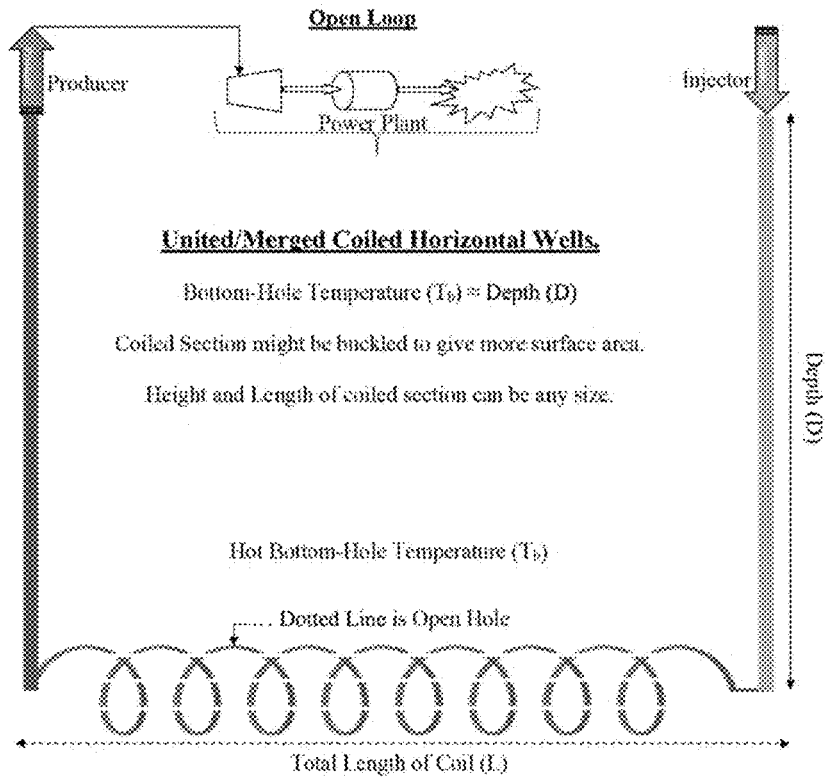 Open Loop
Producer
Injector
Power Plant
United/Merged Coiled Horizontal Wells.
Bottom-Hole Temperature (Tb) ≈ Depth (D)
Coiled Section might be buckled to give more surface area.
Height and Length of coiled section can be any size.
Depth (D)
Hot Bottom-Hole Temperature (Tb)
..... Dotted Line is Open Hole
Total Length of Coil (L)